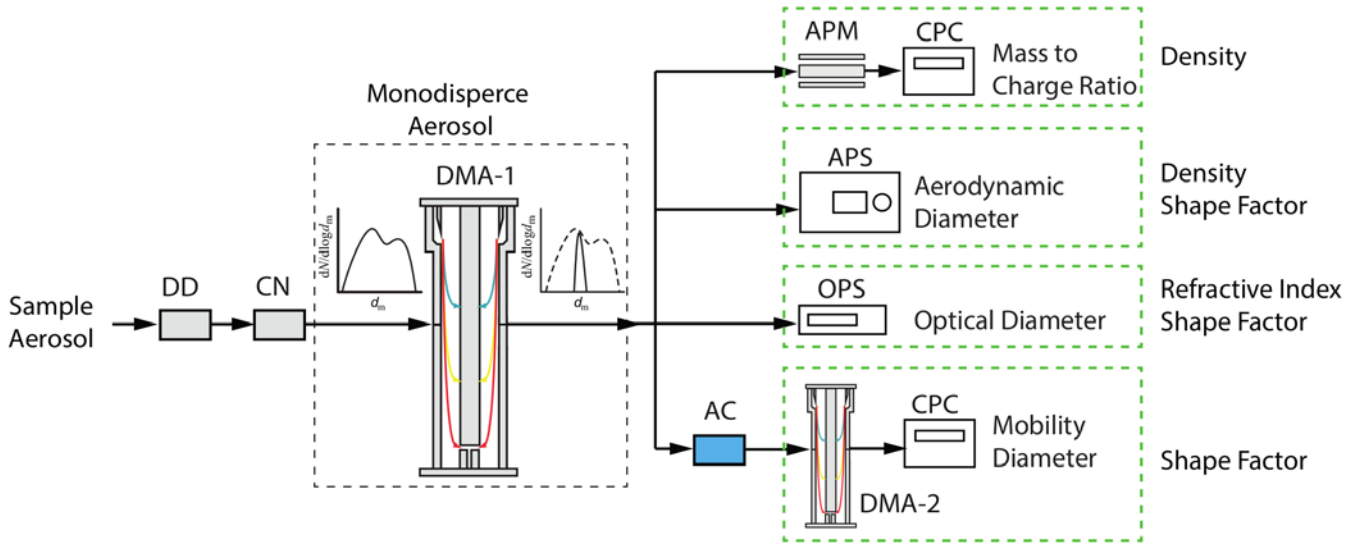 Sample
Aerosol
DD
CN
Monodisperce
Aerosol
DMA-1
dN/dlogdm
dm
dN/dlogdm
dm
APM
CPC
Mass to
Charge Ratio
Density
APS
Aerodynamic
Diameter
Density
Shape Factor
OPS
Optical Diameter
Refractive Index
Shape Factor
AC
CPC
Mobility
Diameter
DMA-2
Shape Factor